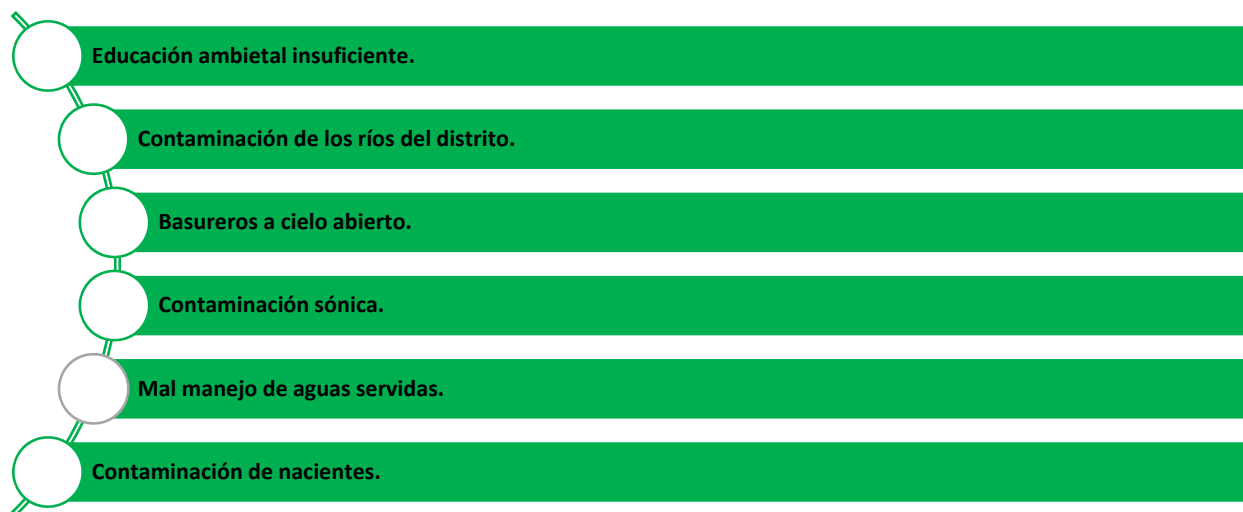 Educación ambietal insuficiente.
Contaminación de los ríos del distrito.
Basureros a cielo abierto.
Contaminación sónica.
Mal manejo de aguas servidas.
Contaminación de nacientes.